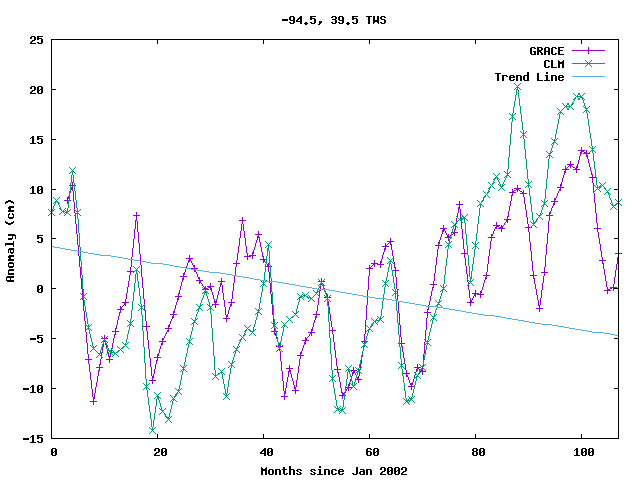 -94.5, 39.5 TWS
25
20
15
10
5
0
-5
-10
-15
Anomaly (cm)
GRACE
CLM
Trend Line
0 20 40 60 80 100
Months since Jan 2002